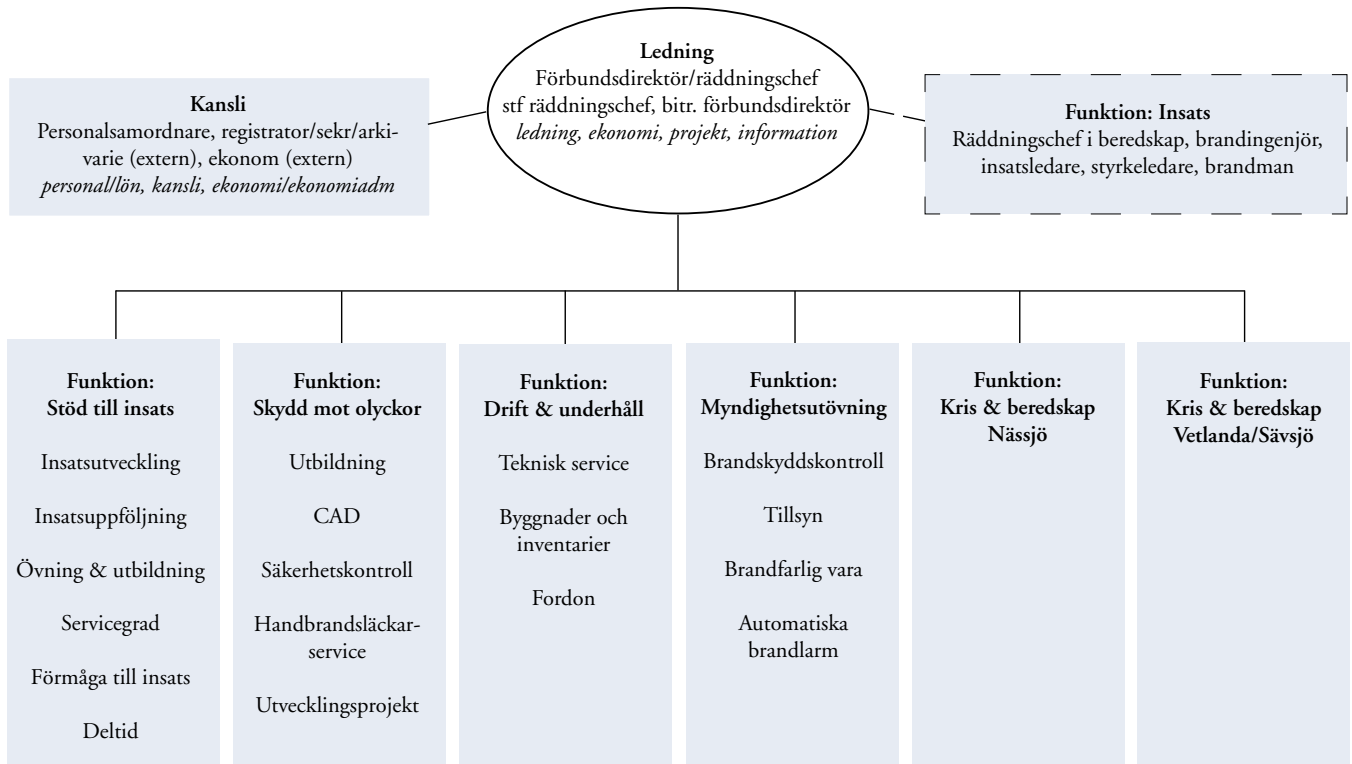 Ledning
Förbundsdirektör/räddningschef
stf räddningschef, bitr. förbundsdirektör
ledning, ekonomi, projekt, information
Kansli
Personalsamordnare, registrator/sekr/arki-
varie (extern), ekonom (extern)
personal/lön, kansli, ekonomi/ekonomiadm
Funktion: Insats
Räddningschef i beredskap, brandingenjör,
insatsledare, styrkeledare, brandman
Funktion:
Stöd till insats
Insatsutveckling
Insatsuppföljning
Övning & utbildning
Servicegrad
Förmåga till insats
Deltid
Funktion:
Skydd mot olyckor
Utbildning
CAD
Säkerhetskontroll
Handbrandsläckar-
service
Utvecklingsprojekt
Funktion:
Drift & underhåll
Teknisk service
Byggnader och
inventarier
Fordon
Funktion:
Myndighetsutövning
Brandskyddskontroll
Tillsyn
Brandfarlig vara
Automatiska
brandlarm
Funktion:
Kris & beredskap
Nässjö
Funktion:
Kris & beredskap
Vetlanda/Sävsjö